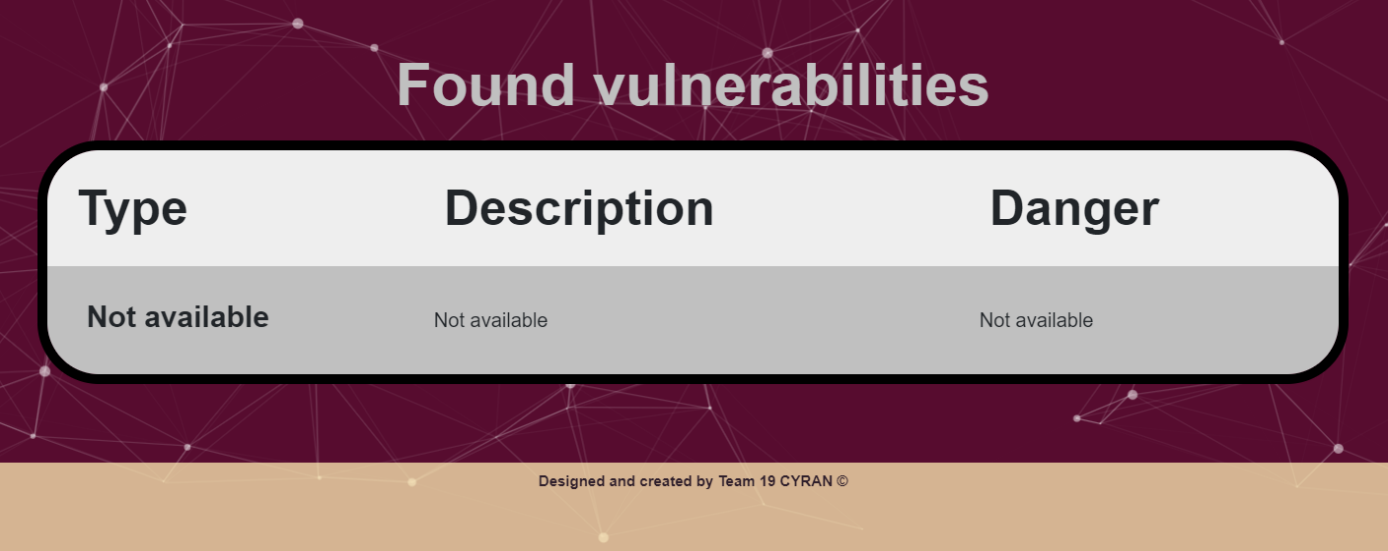 Found vulnerabilities
Type Description Danger
Not available Not available Not available
Designed and created by Team 19 CYRAN ©